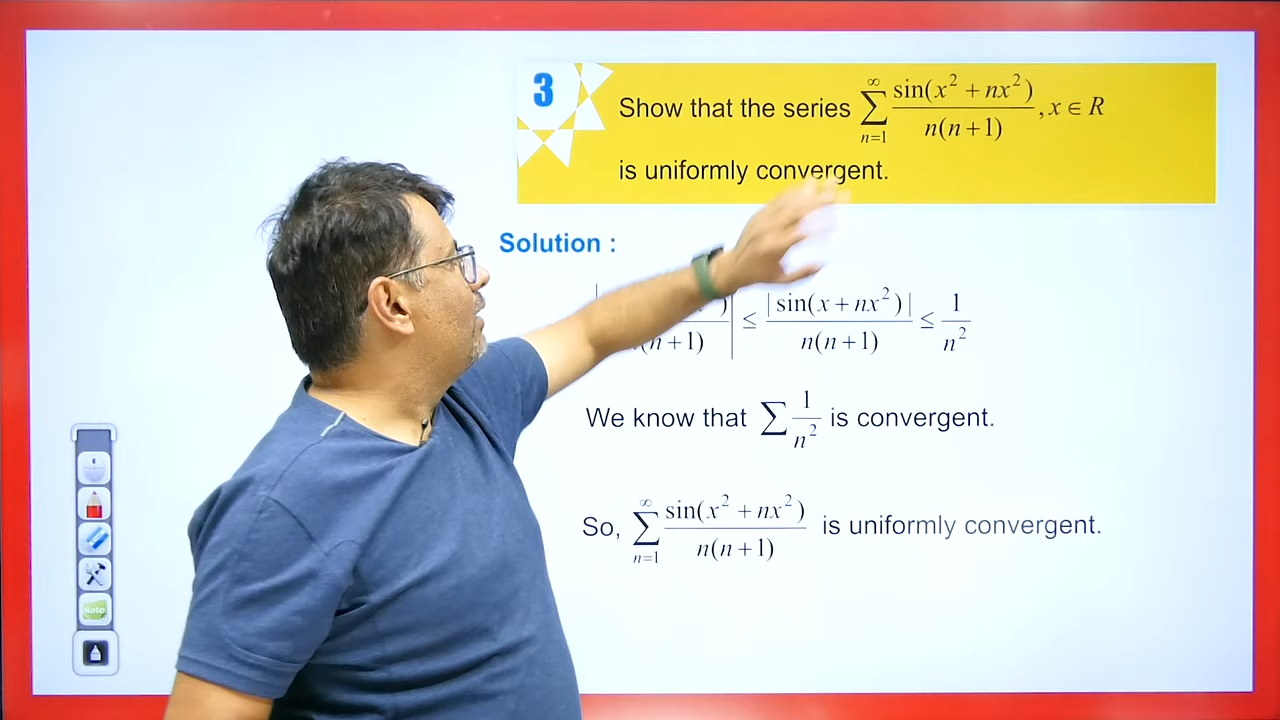 3
Show that the series \sum_{n=1}^{\infty} \frac{\sin(x^2 + nx^2)}{n(n+1)}, x \in R
is uniformly convergent.
Solution :
\frac{)}{(n+1)}| \leq \frac{|\sin(x + nx^2)|}{n(n+1)} \leq \frac{1}{n^2}
We know that \sum \frac{1}{n^2} is convergent.
So, \sum_{n=1}^{\infty} \frac{\sin(x^2 + nx^2)}{n(n+1)} is uniformly convergent.
Note